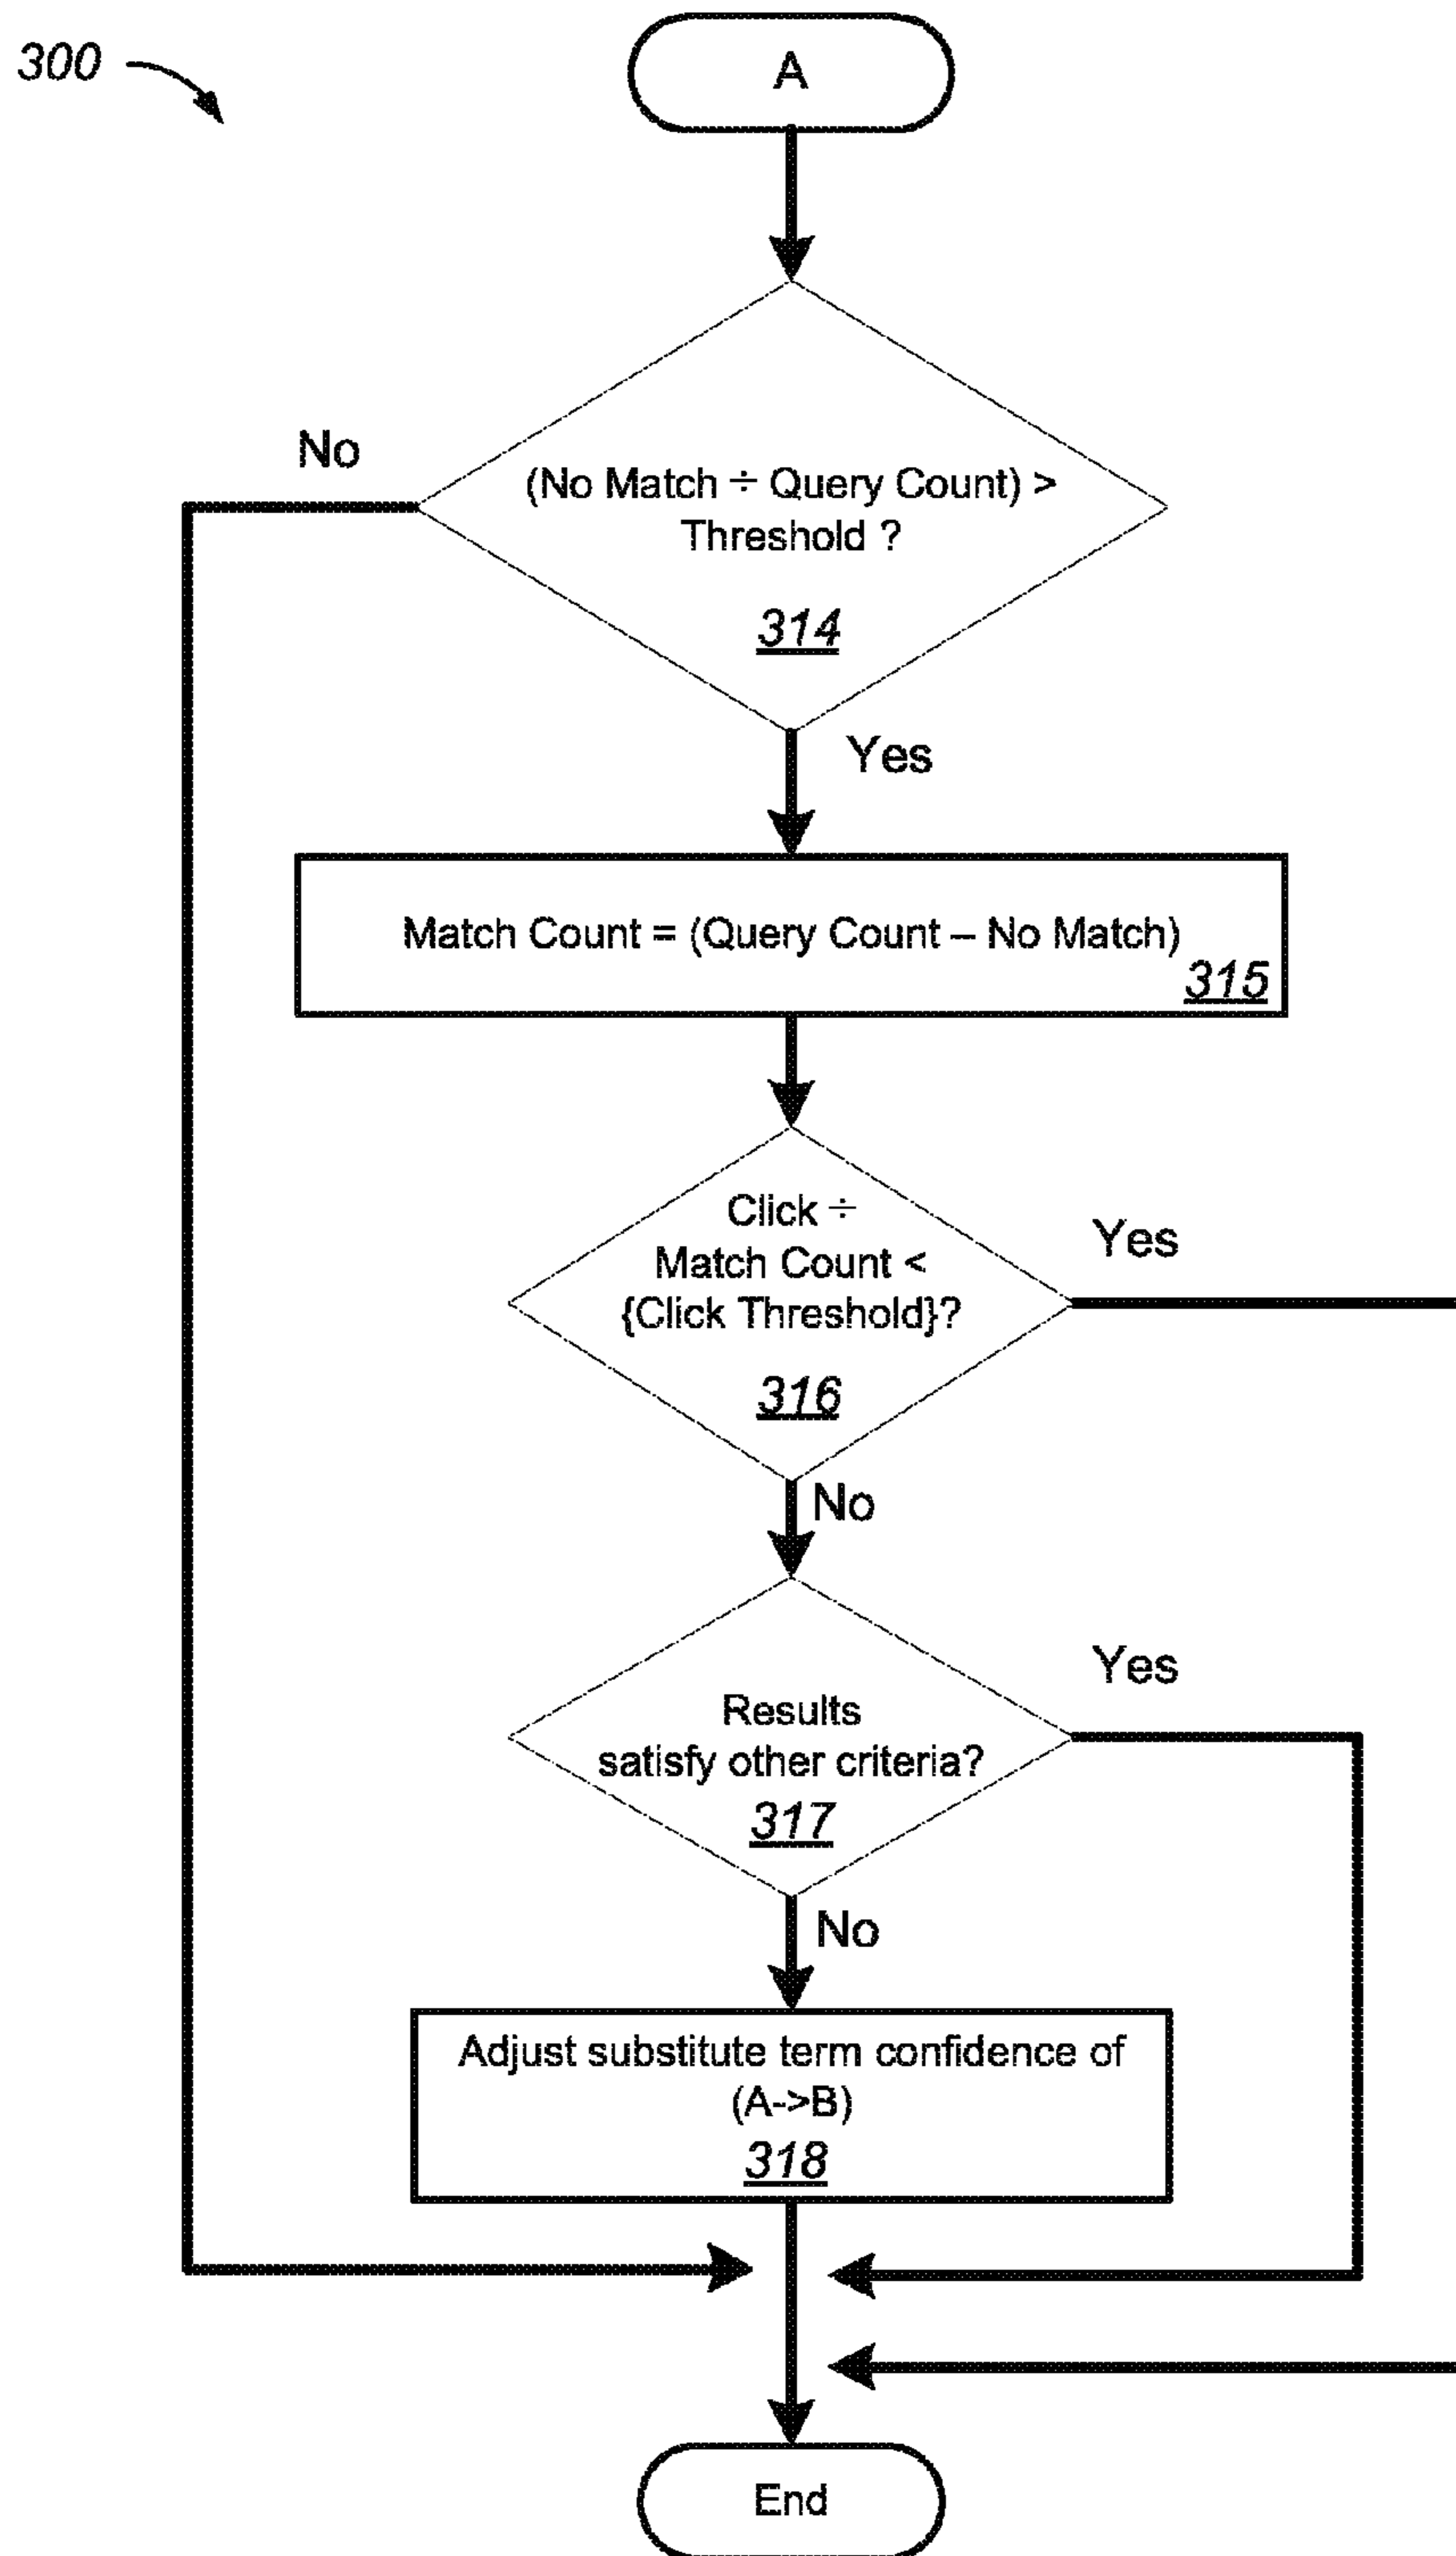 300
A
No
(No Match ÷ Query Count) >
Threshold ?
314
Yes
Match Count = (Query Count – No Match)
315
Click ÷
Match Count <
{Click Threshold}?
316
Yes
No
Results
satisfy other criteria?
317
Yes
No
Adjust substitute term confidence of
(A->B)
318
End